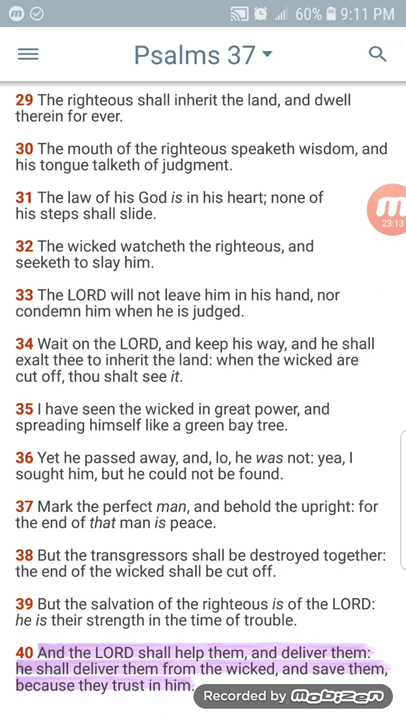 60% 9:11 PM
Psalms 37
29 The righteous shall inherit the land, and dwell
therein for ever.
30 The mouth of the righteous speaketh wisdom, and
his tongue talketh of judgment.
31 The law of his God is in his heart; none of
his steps shall slide.
32 The wicked watcheth the righteous, and
seeketh to slay him.
33 The LORD will not leave him in his hand, nor
condemn him when he is judged.
34 Wait on the LORD, and keep his way, and he shall
exalt thee to inherit the land: when the wicked are
cut off, thou shalt see it.
35 I have seen the wicked in great power, and
spreading himself like a green bay tree.
36 Yet he passed away, and, lo, he was not: yea, I
sought him, but he could not be found.
37 Mark the perfect man, and behold the upright: for
the end of that man is peace.
38 But the transgressors shall be destroyed together:
the end of the wicked shall be cut off.
39 But the salvation of the righteous is of the LORD:
he is their strength in the time of trouble.
40 And the LORD shall help them, and deliver them:
he shall deliver them from the wicked, and save them,
because they trust in him.
m
23:13
Recorded by mobizen